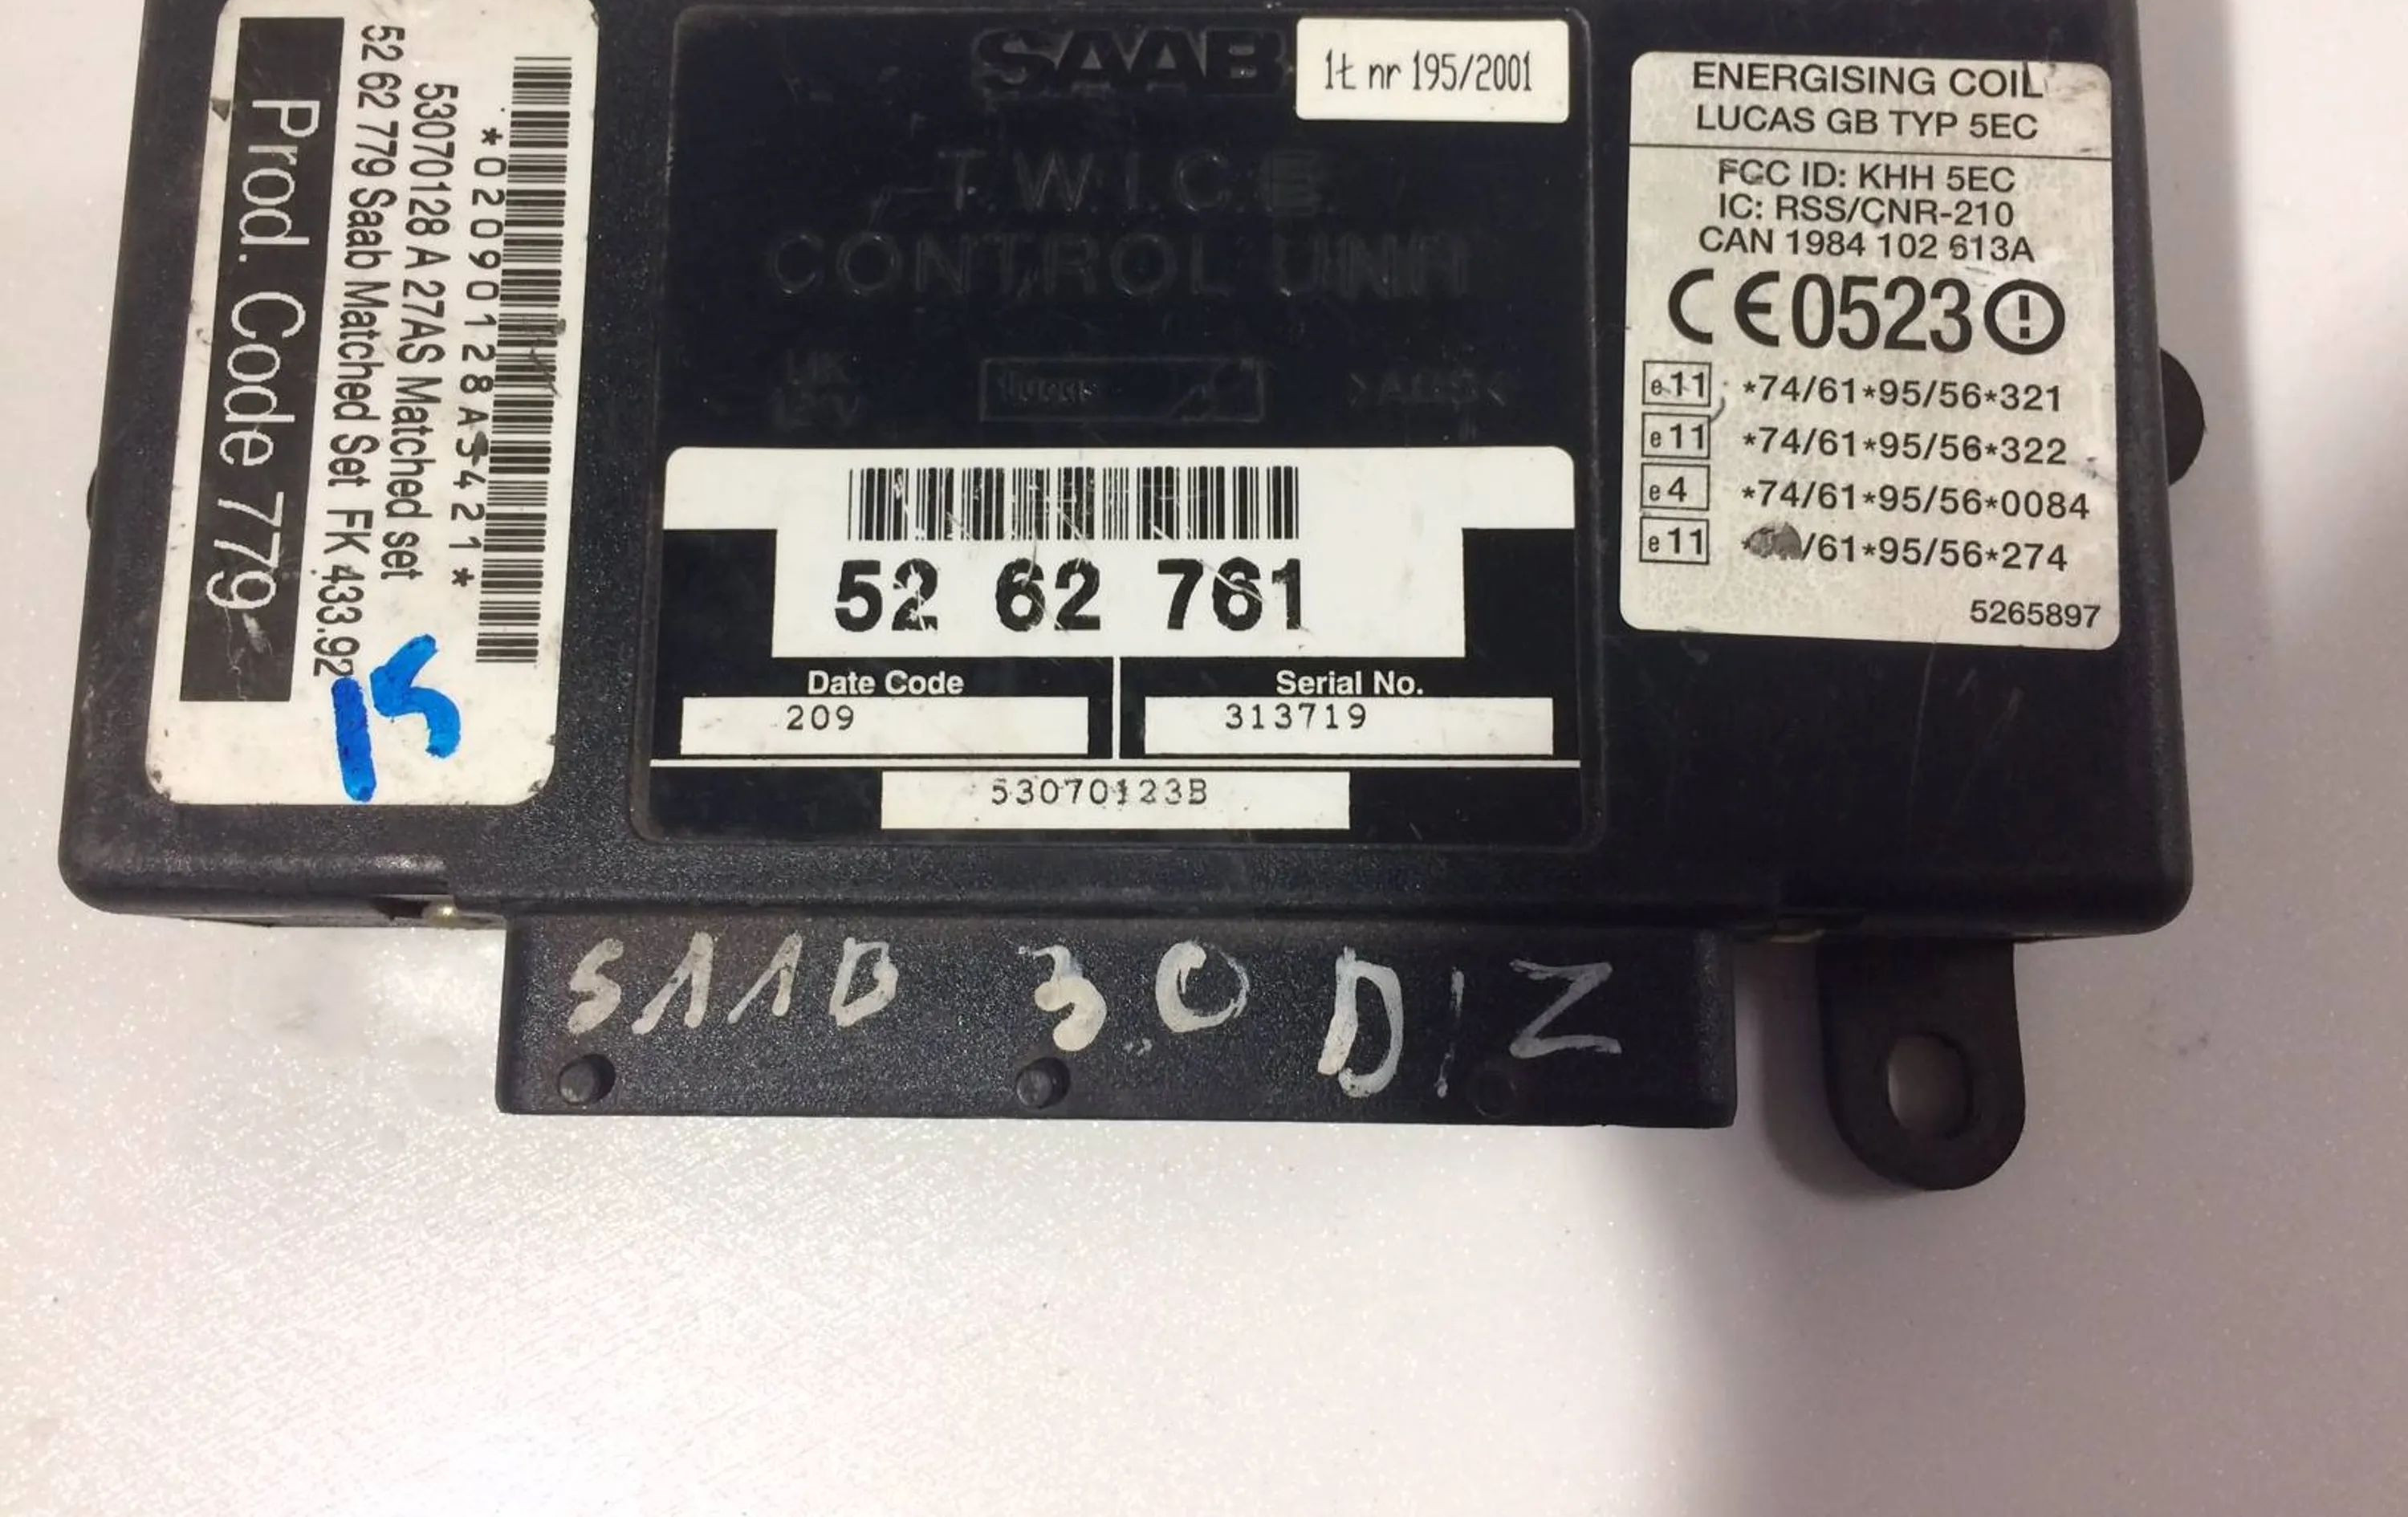 Prod. Code 779
52 62 779 Saab Matched Set FK 433.92
53070128 A 27AS Matched set
15
SAAB
1t nr 195/2001
T.W.I.C.E
CONTROL UNIT
UK
12V
>ABS<
52 62 761
Date Code
Serial No.
209
313719
53070123B
ENERGISING COIL
LUCAS GB TYP 5EC
FCC ID: KHH 5EC
IC: RSS/CNR-210
CAN 1984 102 613A
CE0523
e11 *74/61*95/56*321
e11 *74/61*95/56*322
e4 *74/61*95/56*0084
e11 /61*95/56*274
5265897
SAAB 30 DIZ